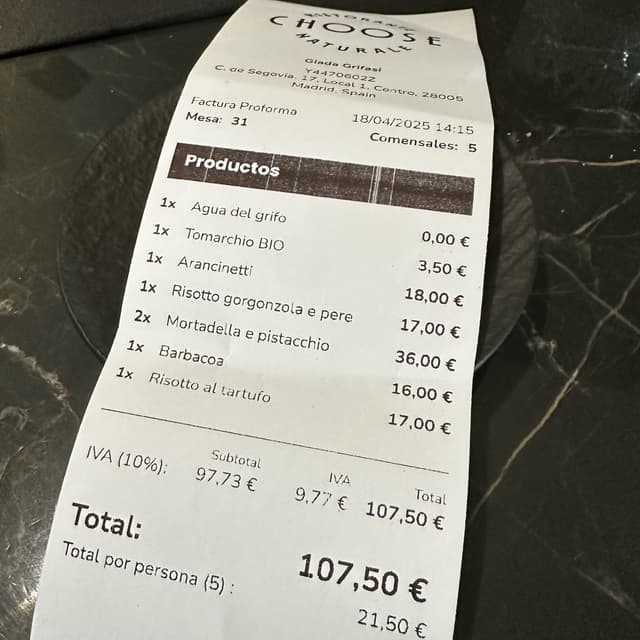 RISTORANTE
CHOOSE
NATURALE
Giada Grifasi
Y4470602Z
C. de Segovia, 17, Local 1, Centro, 28005
Madrid, Spain
Factura Proforma 18/04/2025 14:15
Mesa: 31 Comensales: 5
Productos
1x Agua del grifo 0,00 €
1x Tomarchio BIO 3,50 €
1x Arancinetti 18,00 €
1x Risotto gorgonzola e pere 17,00 €
2x Mortadella e pistacchio 36,00 €
1x Barbacoa 16,00 €
1x Risotto al tartufo 17,00 €
Subtotal IVA Total
IVA (10%): 97,73 € 9,77 € 107,50 €
Total: 107,50 €
Total por persona (5) : 21,50 €